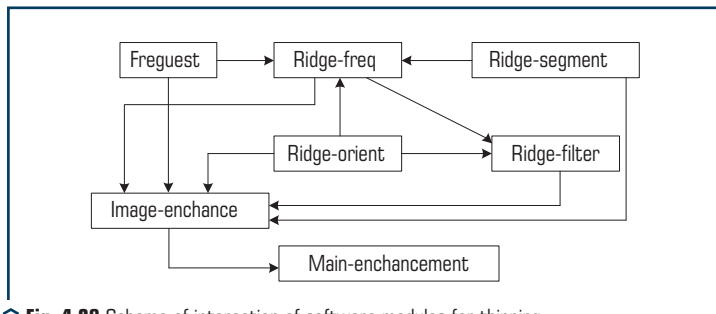 Freguest Ridge-freq Ridge-segment
Ridge-orient Ridge-filter
Image-enchance
Main-enchancement
Scheme of interaction of software modules for thinning